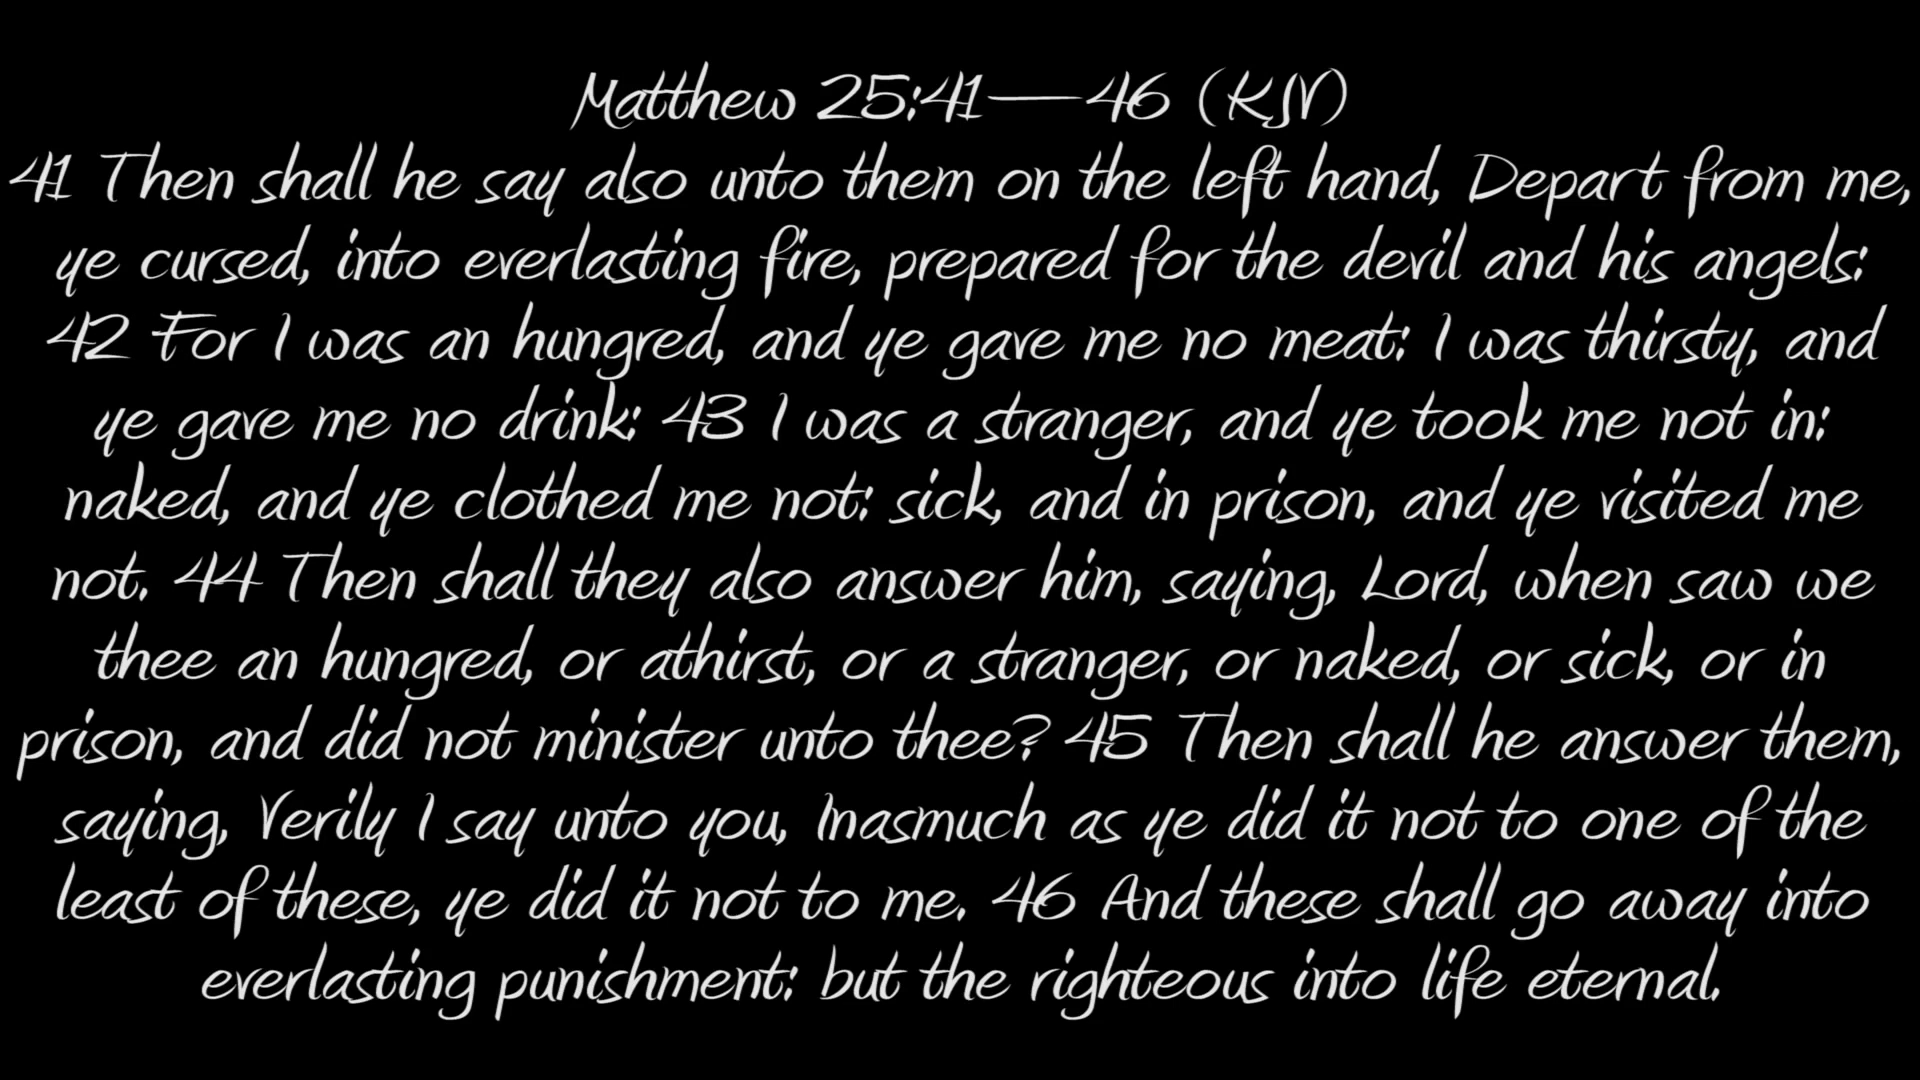 Matthew 25:41—46 (KJV)
41 Then shall he say also unto them on the left hand, Depart from me,
ye cursed, into everlasting fire, prepared for the devil and his angels:
42 For I was an hungred, and ye gave me no meat: I was thirsty, and
ye gave me no drink: 43 I was a stranger, and ye took me not in:
naked, and ye clothed me not: sick, and in prison, and ye visited me
not. 44 Then shall they also answer him, saying, Lord, when saw we
thee an hungred, or athirst, or a stranger, or naked, or sick, or in
prison, and did not minister unto thee? 45 Then shall he answer them,
saying, Verily I say unto you, Inasmuch as ye did it not to one of the
least of these, ye did it not to me. 46 And these shall go away into
everlasting punishment: but the righteous into life eternal.